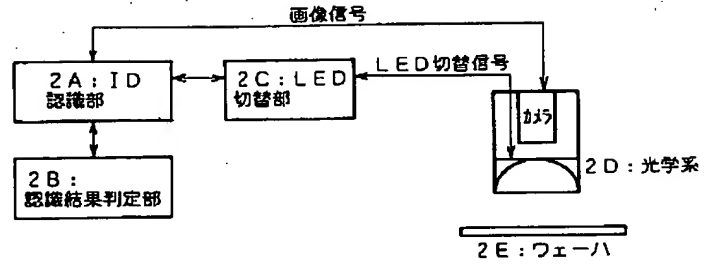 画像信号
2A：ID
認識部
2C：LED
切替部
LED切替信号
カメラ
2D：光学系
2B：
認識結果判定部
2E：ウェーハ